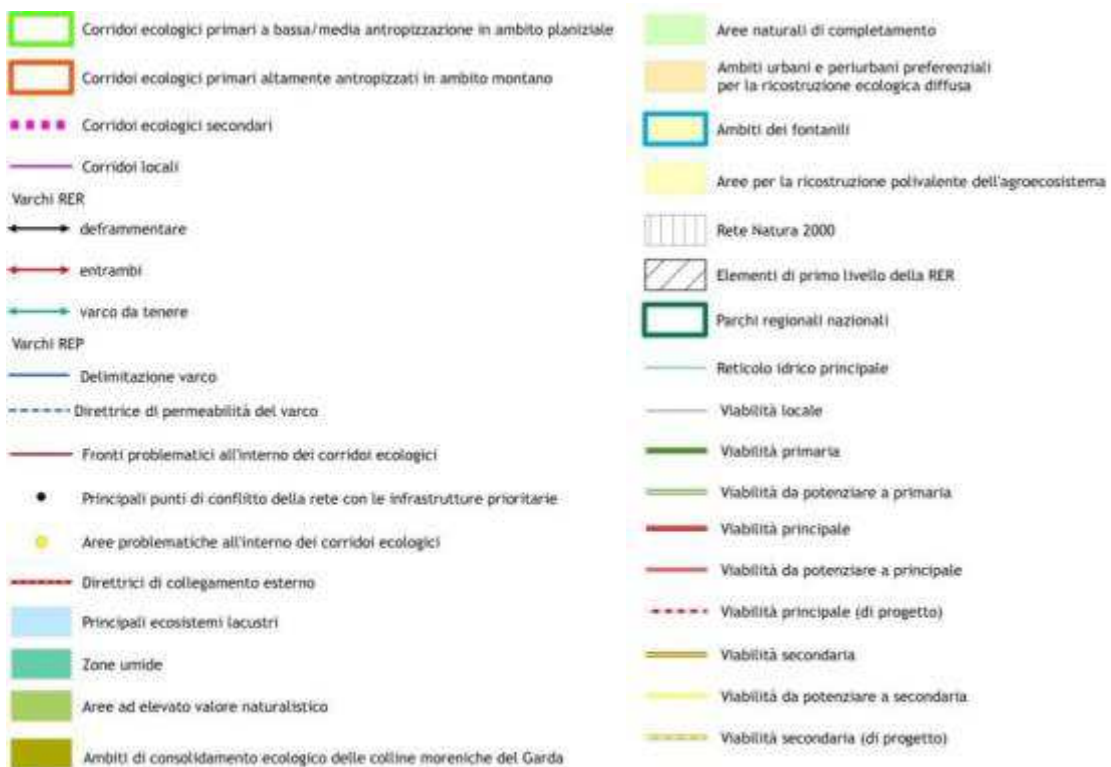 Corridoi ecologici primari a bassa/media antropizzazione in ambito planiziale
Corridoi ecologici primari altamente antropizzati in ambito montano
Corridoi ecologici secondari
Corridoi locali
Varchi RER
deframmentare
entrambi
varco da tenere
Varchi REP
Delimitazione varco
Direttrice di permeabilità del varco
Fronti problematici all'interno dei corridoi ecologici
Principali punti di conflitto della rete con le infrastrutture prioritarie
Aree problematiche all'interno dei corridoi ecologici
Direttrici di collegamento esterno
Principali ecosistemi lacustri
Zone umide
Aree ad elevato valore naturalistico
Ambiti di consolidamento ecologico delle colline moreniche del Garda
Aree naturali di completamento
Ambiti urbani e periurbani preferenziali
per la ricostruzione ecologica diffusa
Ambiti dei fontanili
Aree per la ricostruzione polivalente dell'agroecosistema
Rete Natura 2000
Elementi di primo livello della RER
Parchi regionali nazionali
Reticolo idrico principale
Viabilità locale
Viabilità primaria
Viabilità da potenziare a primaria
Viabilità principale
Viabilità da potenziare a principale
Viabilità principale (di progetto)
Viabilità secondaria
Viabilità da potenziare a secondaria
Viabilità secondaria (di progetto)